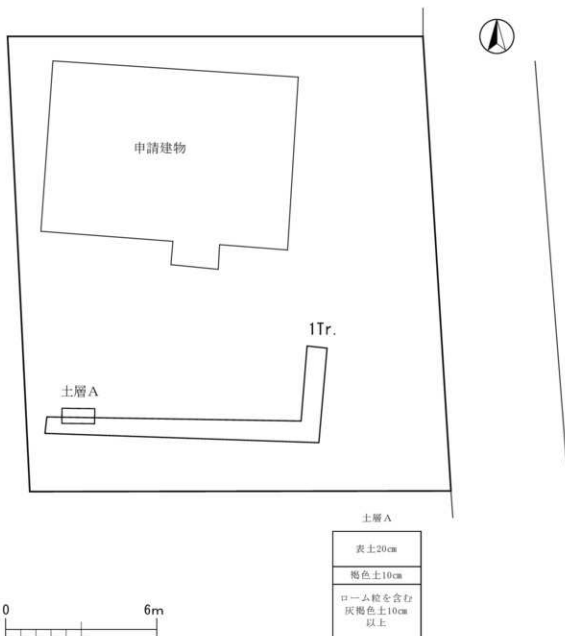 申請建物
1Tr.
土層A
土層A
表土20㎝
褐色土10㎝
ローム粒を含む
灰褐色土10㎝
以上
0 6m